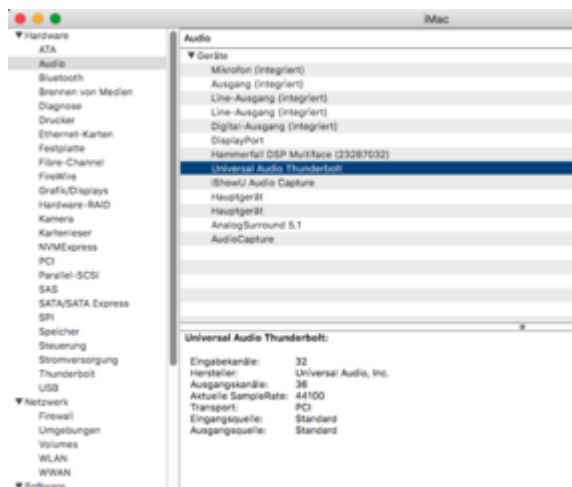 iMac
Hardware
ATA
Audio
Bluetooth
Brennen von Medien
Diagnose
Drucker
Ethernet-Karten
Festplatte
Fibre-Channel
FireWire
Grafik/Displays
Hardware-RAID
Kamera
Kartenleser
NVMExpress
PCI
Parallel-SCSI
SAS
SATA/SATA Express
SPI
Speicher
Steuerung
Stromversorgung
Thunderbolt
USB
Netzwerk
Firewall
Umgebungen
Volumes
WLAN
WWAN
Software
Audio
Geräte
Mikrofon (integriert)
Ausgang (integriert)
Line-Ausgang (integriert)
Line-Ausgang (integriert)
Digital-Ausgang (integriert)
DisplayPort
Hammerfall DSP Multiface (23287032)
Universal Audio Thunderbolt
iShowU Audio Capture
Hauptgerät
Hauptgerät
AnalogSurround 5.1
AudioCapture
Universal Audio Thunderbolt:
Eingabekanäle: 32
Hersteller: Universal Audio, Inc.
Ausgangskanäle: 36
Aktuelle SampleRate: 44100
Transport: PCI
Eingangsquelle: Standard
Ausgangsquelle: Standard